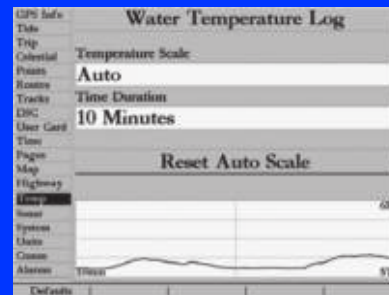 GPS Info
Tide
Trip
Celestial
Points
Routes
Tracks
DSC
User Card
Time
Pages
Map
Highway
Temp
Sonar
System
Units
Comm
Alarms
Water Temperature Log
Temperature Scale
Auto
Time Duration
10 Minutes
Reset Auto Scale
10min
Defaults